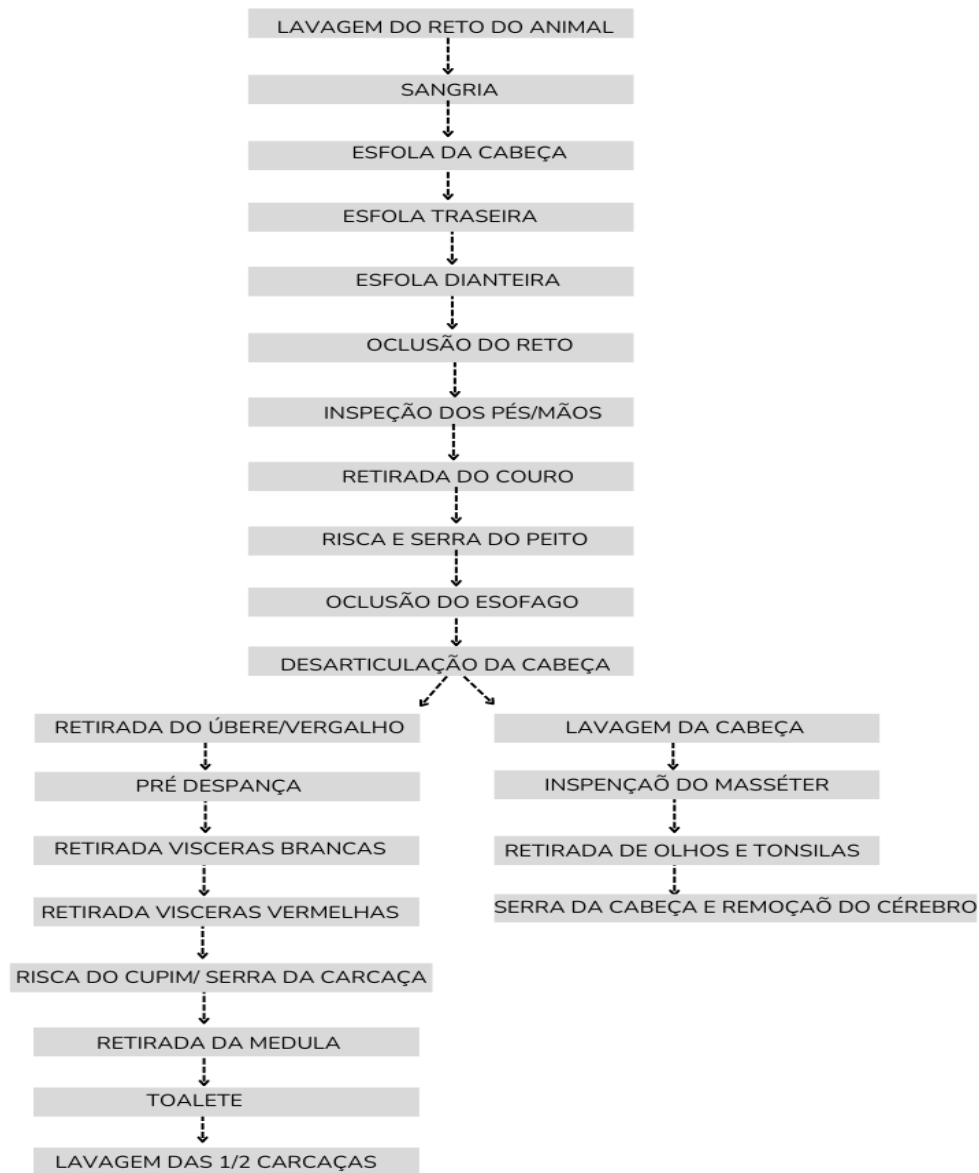 LAVAGEM DO RETO DO ANIMAL
SANGRIA
ESFOLA DA CABEÇA
ESFOLA TRASEIRA
ESFOLA DIANTEIRA
OCLUSÃO DO RETO
INSPEÇÃO DOS PÉS/MÃOS
RETIRADA DO COURO
RISCA E SERRA DO PEITO
OCLUSÃO DO ESOFAGO
DESARTICULAÇÃO DA CABEÇA
RETIRADA DO ÚBERE/VERGALHO
PRÉ DESPANÇA
RETIRADA VISCERAS BRANCAS
RETIRADA VISCERAS VERMELHAS
RISCA DO CUPIM/ SERRA DA CARCAÇA
RETIRADA DA MEDULA
TOALETE
LAVAGEM DAS 1/2 CARCAÇAS
LAVAGEM DA CABEÇA
INSPENÇAÕ DO MASSÉTER
RETIRADA DE OLHOS E TONSILAS
SERRA DA CABEÇA E REMOÇAÕ DO CÉREBRO